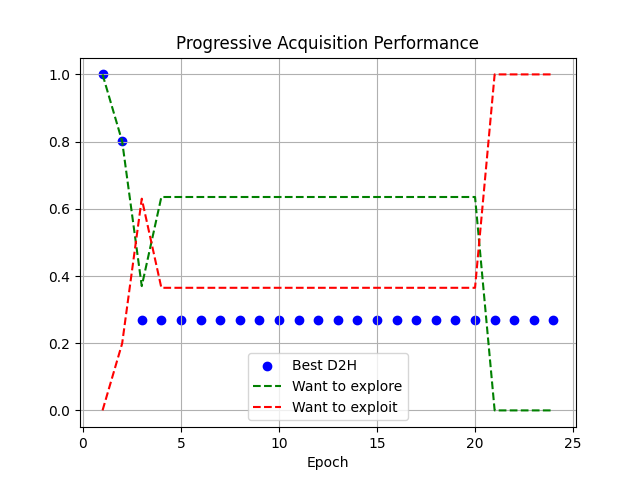 Progressive Acquisition Performance
1.0
0.8
0.6
0.4
0.2
0.0
Best D2H
Want to explore
Want to exploit
0 5 10 15 20 25
Epoch